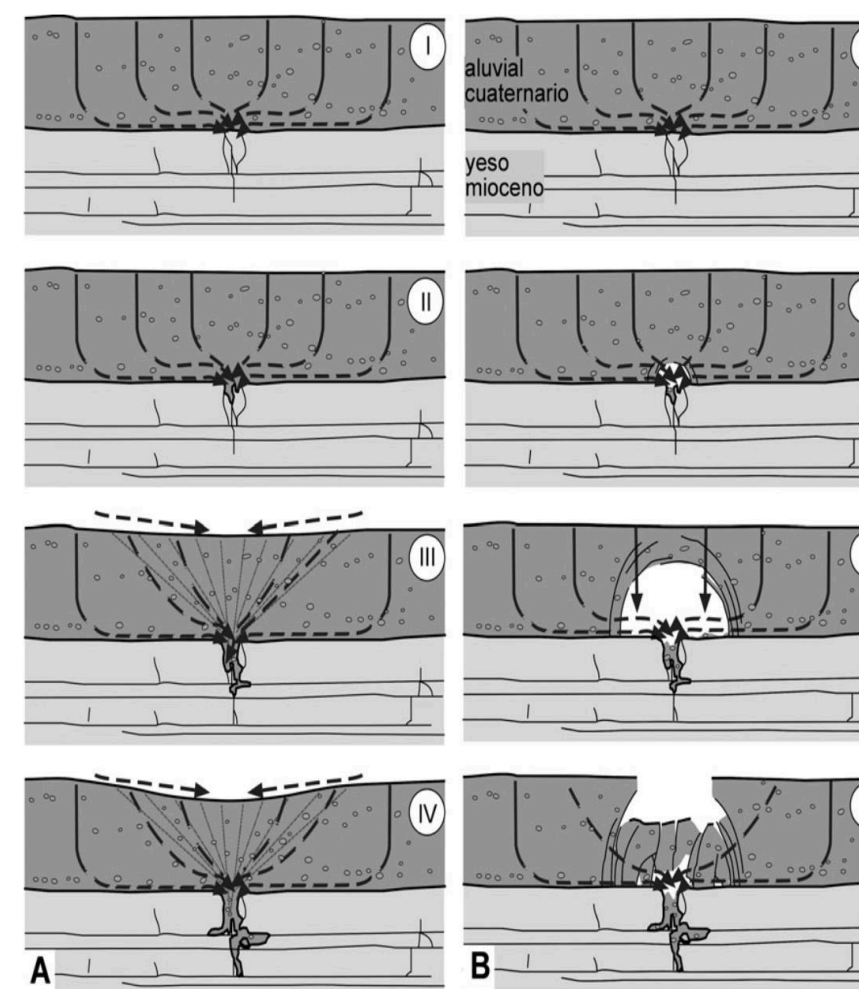 I
aluvial
cuaternario
yeso
mioceno
II
III
IV
A
B